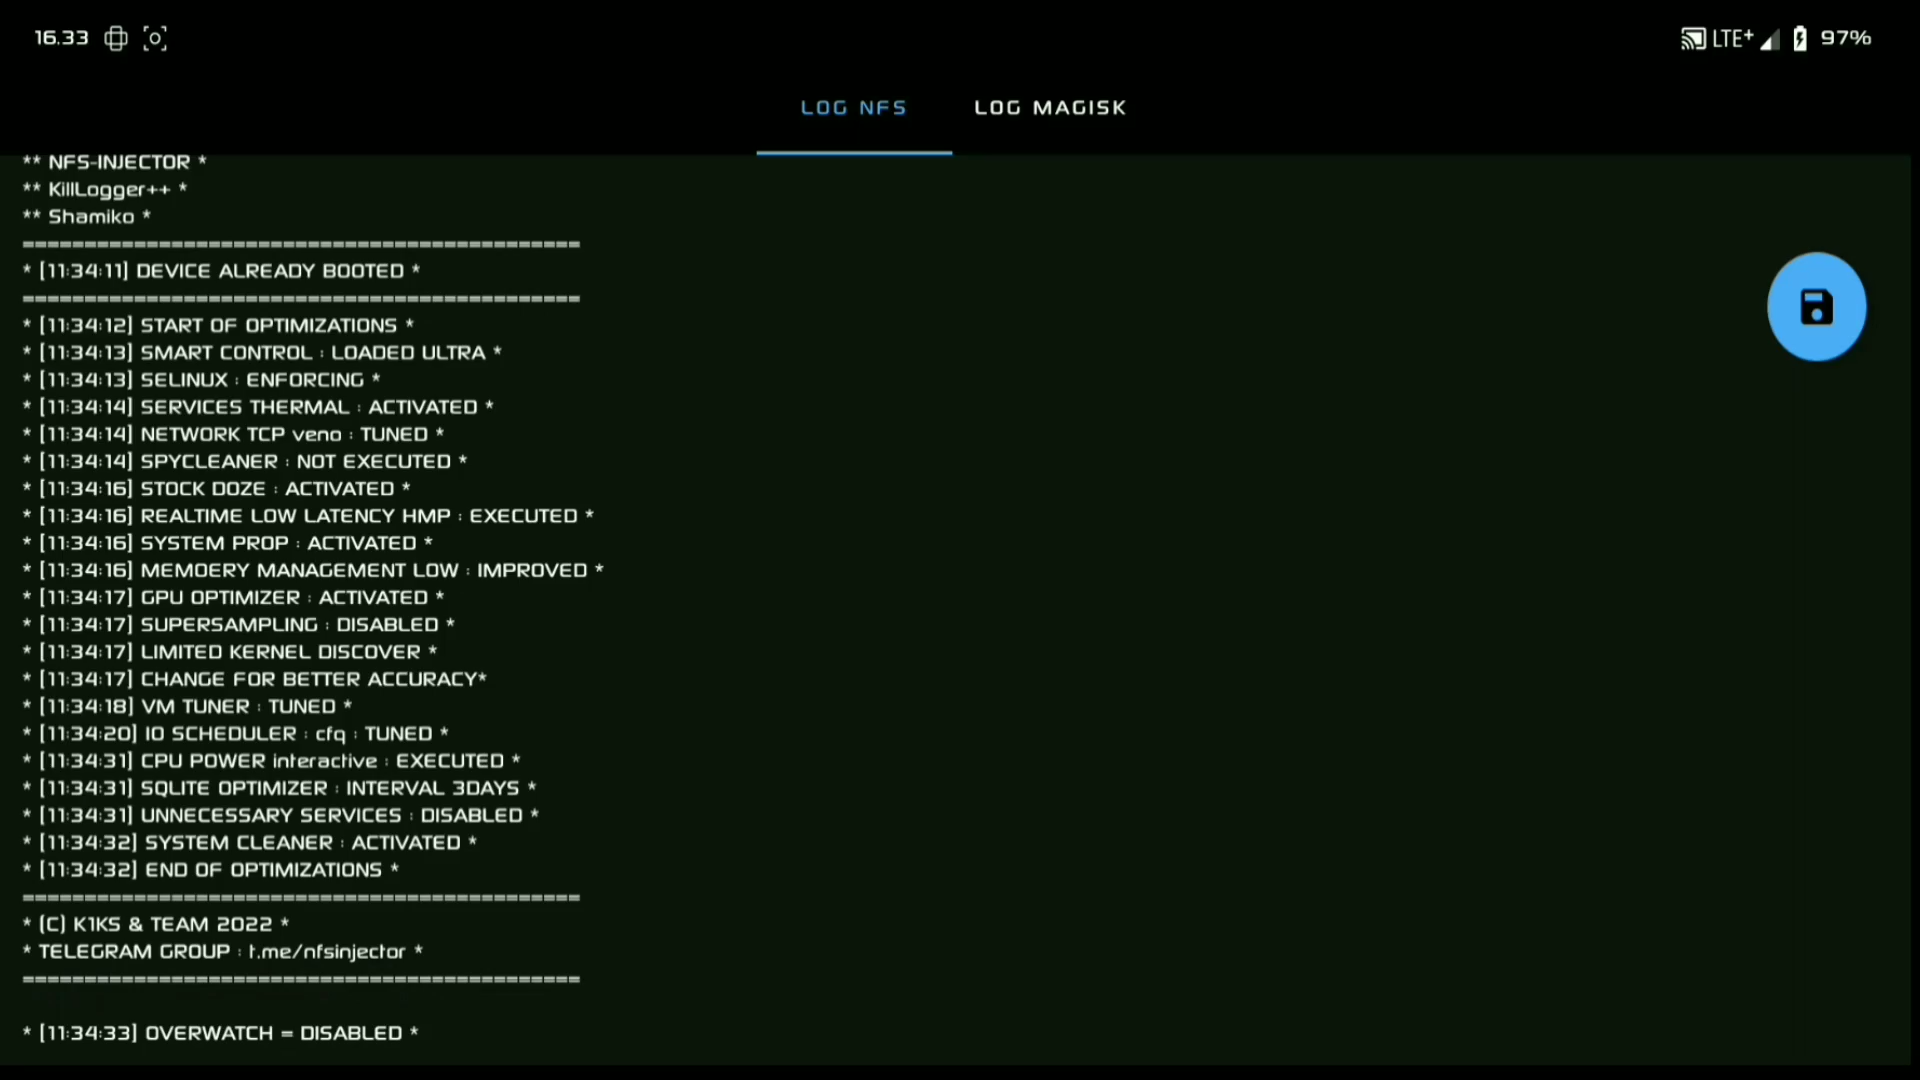 16.33
LTE+ 97%
LOG NFS LOG MAGISK
** NFS-INJECTOR *
** KillLogger++ *
** Shamiko *
==============================================
* [11:34:11] DEVICE ALREADY BOOTED *
==============================================
* [11:34:12] START OF OPTIMIZATIONS *
* [11:34:13] SMART CONTROL : LOADED ULTRA *
* [11:34:13] SELINUX : ENFORCING *
* [11:34:14] SERVICES THERMAL : ACTIVATED *
* [11:34:14] NETWORK TCP veno : TUNED *
* [11:34:14] SPYCLEANER : NOT EXECUTED *
* [11:34:16] STOCK DOZE : ACTIVATED *
* [11:34:16] REALTIME LOW LATENCY HMP : EXECUTED *
* [11:34:16] SYSTEM PROP : ACTIVATED *
* [11:34:16] MEMOERY MANAGEMENT LOW : IMPROVED *
* [11:34:17] GPU OPTIMIZER : ACTIVATED *
* [11:34:17] SUPERSAMPLING : DISABLED *
* [11:34:17] LIMITED KERNEL DISCOVER *
* [11:34:17] CHANGE FOR BETTER ACCURACY*
* [11:34:18] VM TUNER : TUNED *
* [11:34:20] IO SCHEDULER : cfq : TUNED *
* [11:34:31] CPU POWER interactive : EXECUTED *
* [11:34:31] SQLITE OPTIMIZER : INTERVAL 3DAYS *
* [11:34:31] UNNECESSARY SERVICES : DISABLED *
* [11:34:32] SYSTEM CLEANER : ACTIVATED *
* [11:34:32] END OF OPTIMIZATIONS *
==============================================
* (C) K1KS & TEAM 2022 *
* TELEGRAM GROUP : t.me/nfsinjector *
==============================================
* [11:34:33] OVERWATCH = DISABLED *